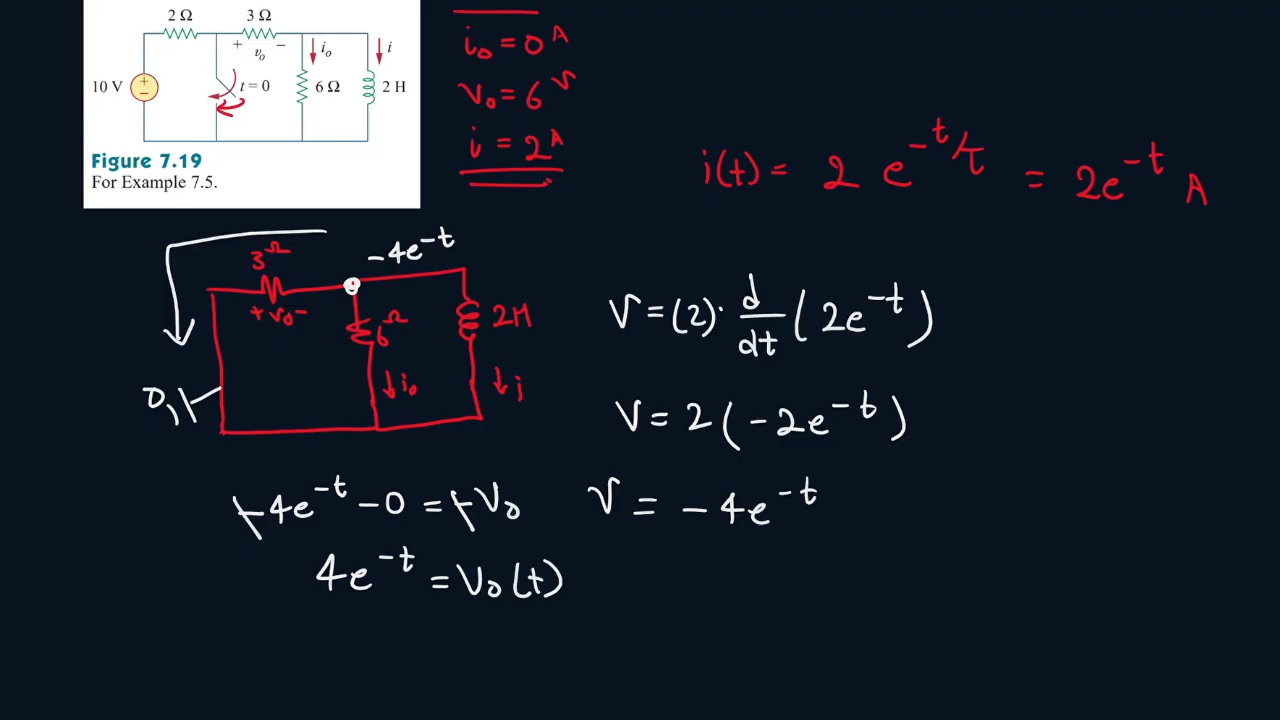 2 Ω
3 Ω
+ v₀ −
i₀
i
10 V
+
−
t = 0
6 Ω
2 H
Figure 7.19
For Example 7.5.
i₀ = 0 A
V₀ = 6 V
i = 2 A
i(t) = 2 e^(-t/τ) = 2e^(-t) A
-4e^(-t)
3Ω
+ V₀ -
6Ω
2H
↓ i₀
↓ i
V = (2)· d/dt (2e^(-t))
V = 2(-2e^(-t))
V = -4e^(-t)
-4e^(-t) - 0 = -V₀
4e^(-t) = V₀(t)